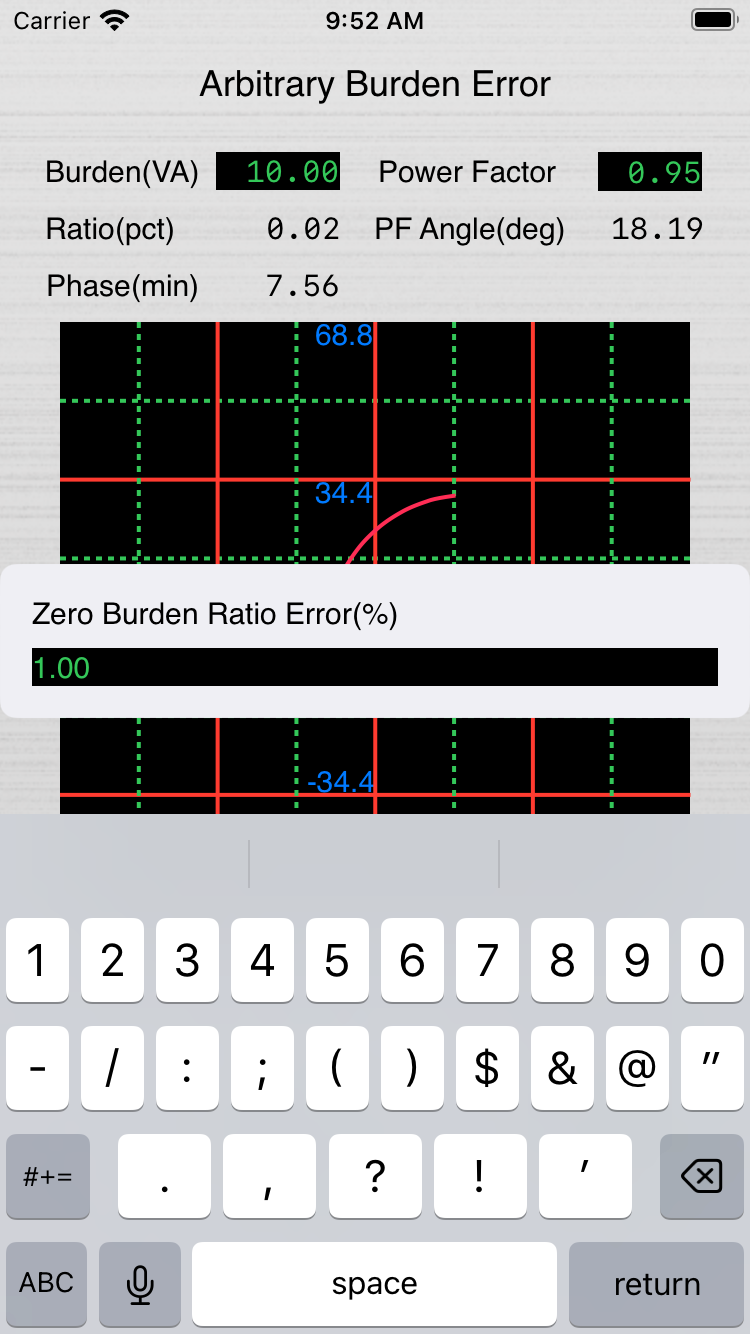 Carrier 9:52 AM
Arbitrary Burden Error
Burden(VA) 10.00 Power Factor 0.95
Ratio(pct) 0.02 PF Angle(deg) 18.19
Phase(min) 7.56
68.8
34.4
Zero Burden Ratio Error(%)
1.00
-34.4
1 2 3 4 5 6 7 8 9 0
- / : ; ( ) $ & @ "
#+= . , ? ! '
ABC space return